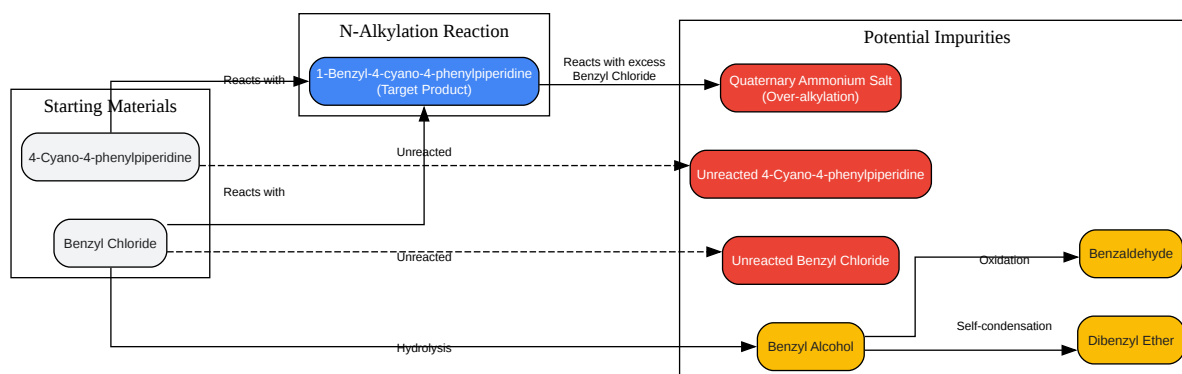 N-Alkylation Reaction
Potential Impurities
1-Benzyl-4-cyano-4-phenylpiperidine
(Target Product)
Reacts with
Reacts with excess
Benzyl Chloride
Quaternary Ammonium Salt
(Over-alkylation)
Starting Materials
4-Cyano-4-phenylpiperidine
Unreacted
Unreacted 4-Cyano-4-phenylpiperidine
Reacts with
Benzyl Chloride
Unreacted
Unreacted Benzyl Chloride
Oxidation
Benzaldehyde
Hydrolysis
Benzyl Alcohol
Self-condensation
Dibenzyl Ether